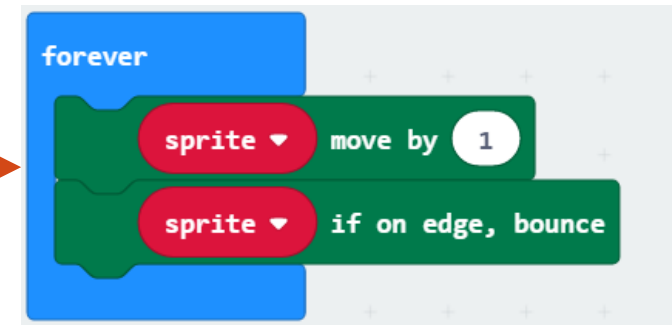 forever
sprite move by 1
sprite if on edge, bounce